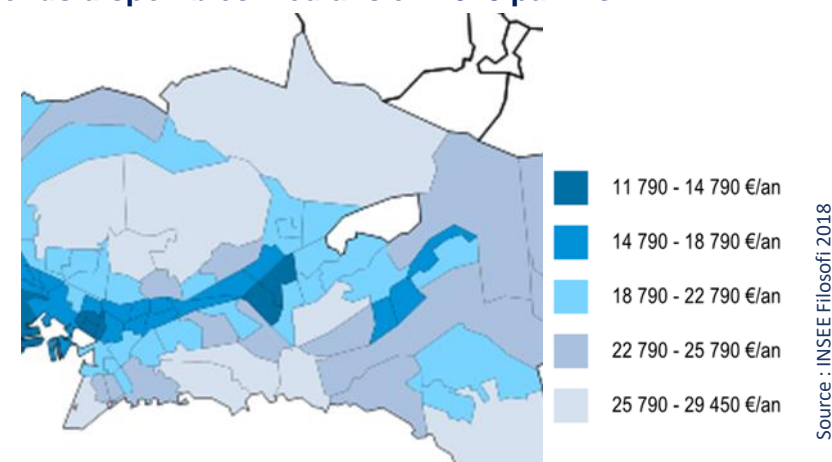 11 790 - 14 790 €/an
14 790 - 18 790 €/an
18 790 - 22 790 €/an
22 790 - 25 790 €/an
25 790 - 29 450 €/an
Source : INSEE Filosofi 2018